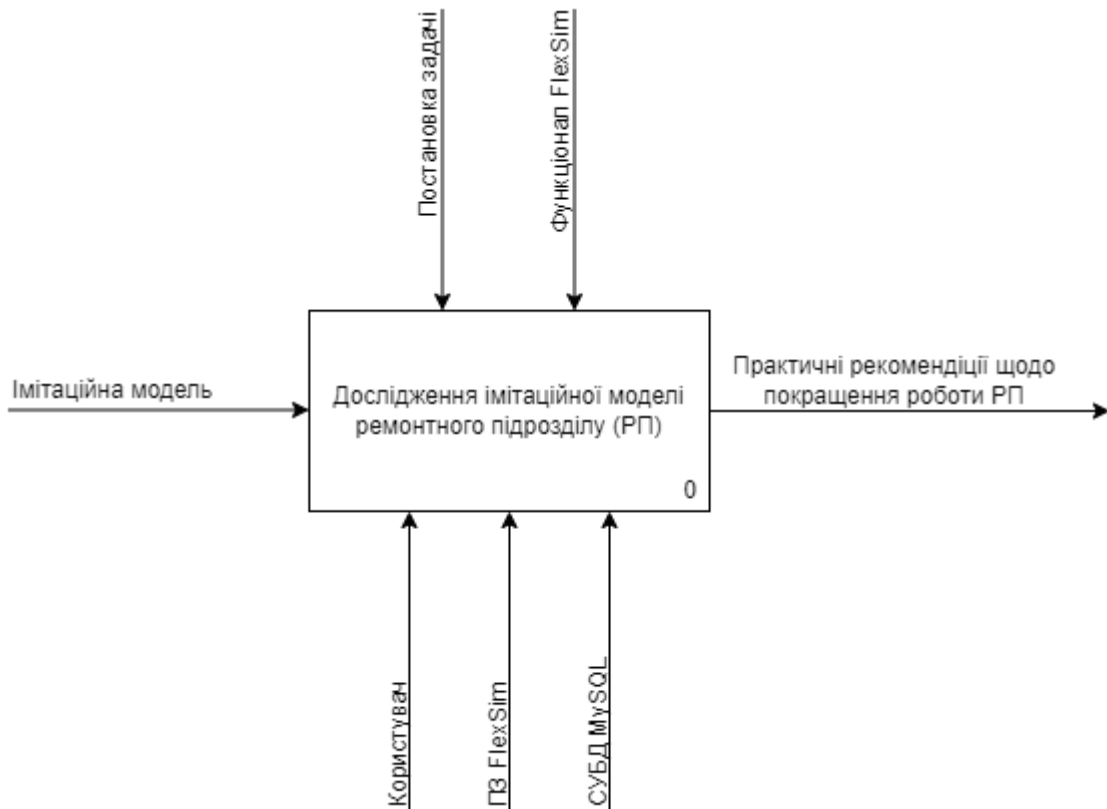 Постановка задачі
Функціонал FlexSim
Імітаційна модель
Дослідження імітаційної моделі
ремонтного підрозділу (РП)
0
Практичні рекомендіції щодо
покращення роботи РП
Користувач
ПЗ FlexSim
СУБД MySQL